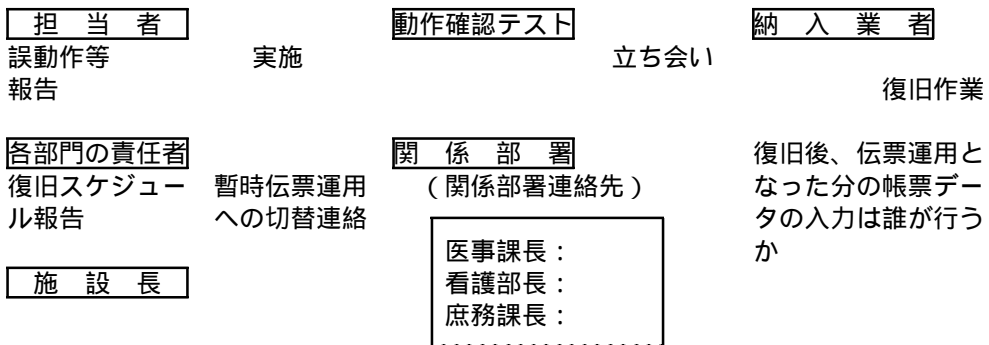 担　当　者　　動作確認テスト　　納　入　業　者
誤動作等　　実施　　立ち会い
報告　　復旧作業
各部門の責任者　　関　係　部　署　　復旧後、伝票運用と
復旧スケジュー　　暫時伝票運用　　（関係部署連絡先）　　なった分の帳票デー
ル報告　　への切替連絡　　タの入力は誰が行う
医事課長：　　か
施　設　長　　看護部長：
庶務課長：